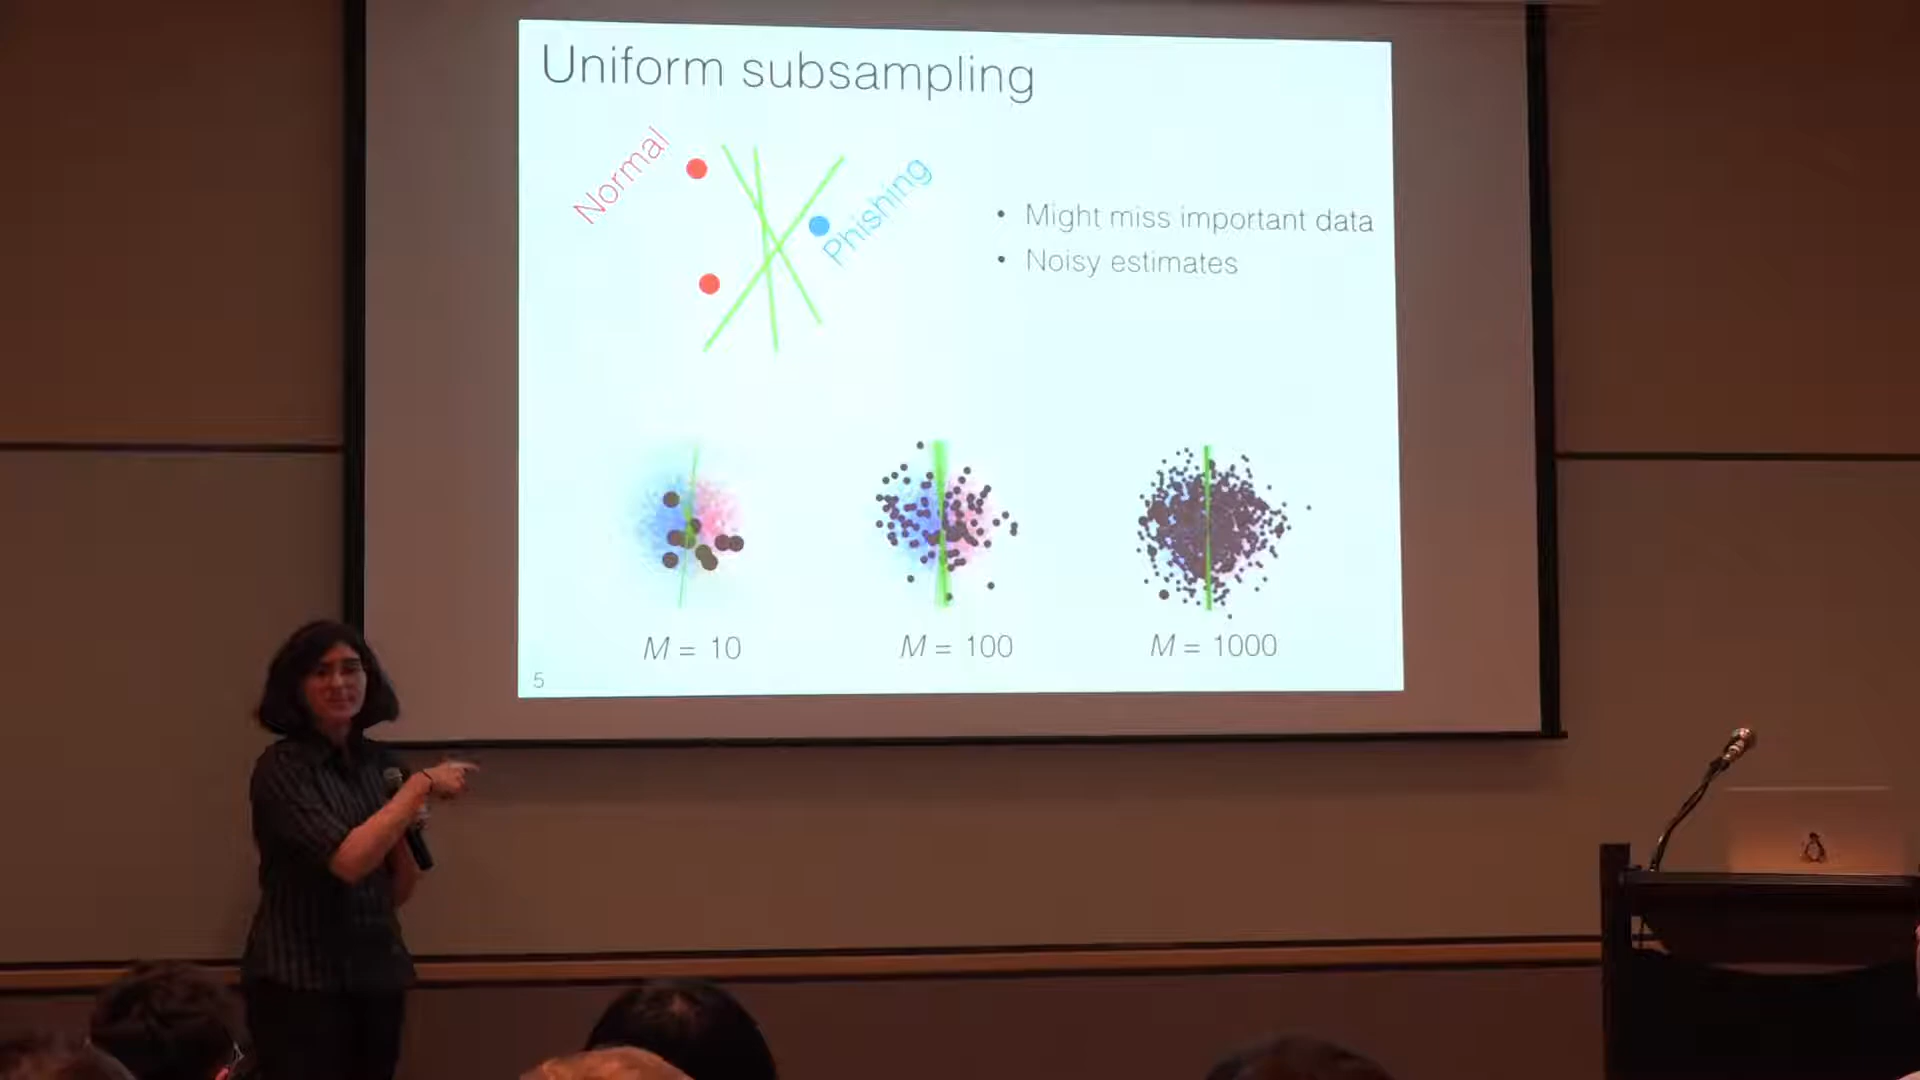 Uniform subsampling
Normal
Phishing
• Might miss important data
• Noisy estimates
M = 10
M = 100
M = 1000
5